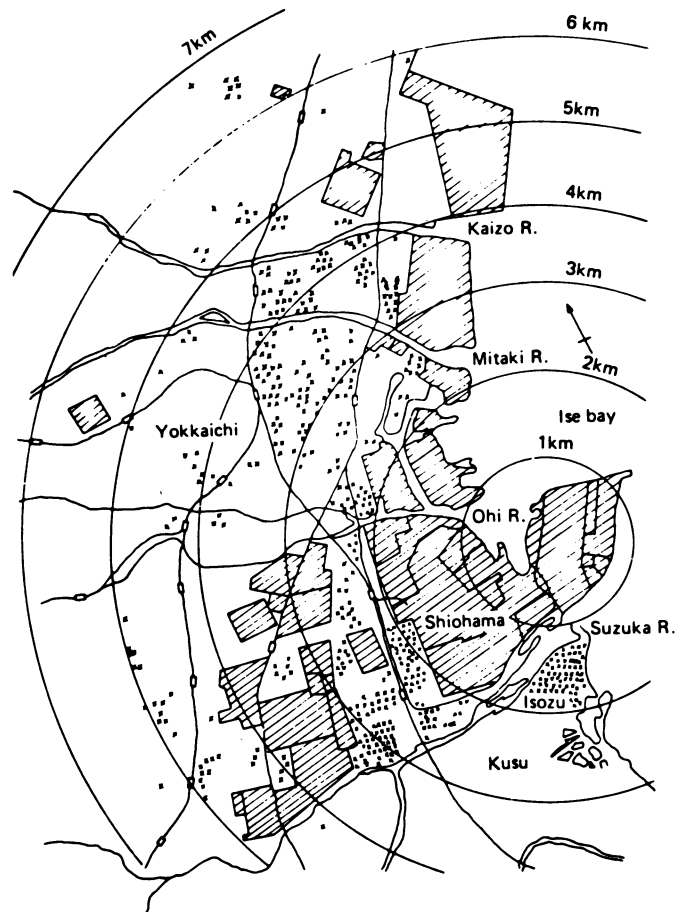 7km
6 km
5km
4km
Kaizo R.
3km
Mitaki R.
2km
Ise bay
Yokkaichi
1km
Ohi R.
Shiohama
Suzuka R.
Isozu
Kusu